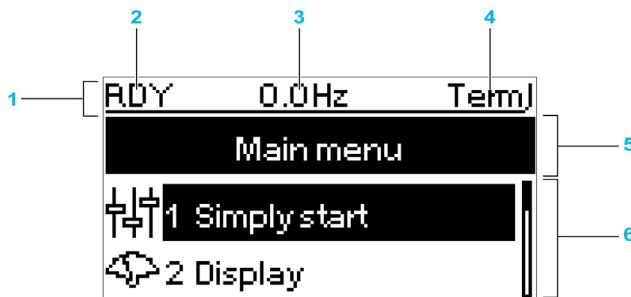 2 3 4
1 RDY 0.0Hz Term
Main menu 5
1 Simply start
6
2 Display